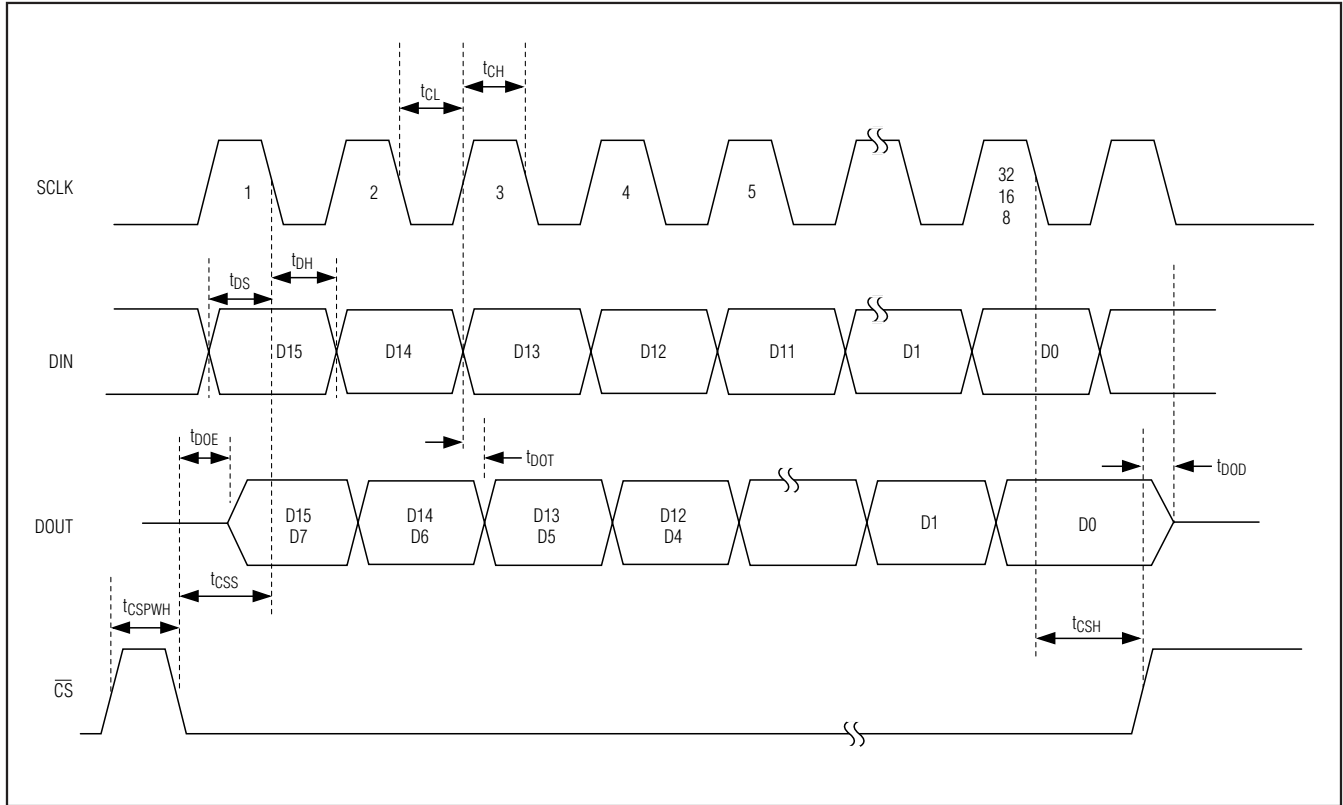 tCH
tCL
SCLK
1 2 3 4 5 32
16
8
tDH
tDS
DIN
D15 D14 D13 D12 D11 D1 D0
tDOE
tDOT
tDOD
DOUT
D15 D14 D13 D12 D1 D0
D7 D6 D5 D4
tCSS
tCSPWH
tCSH
C̅S̅